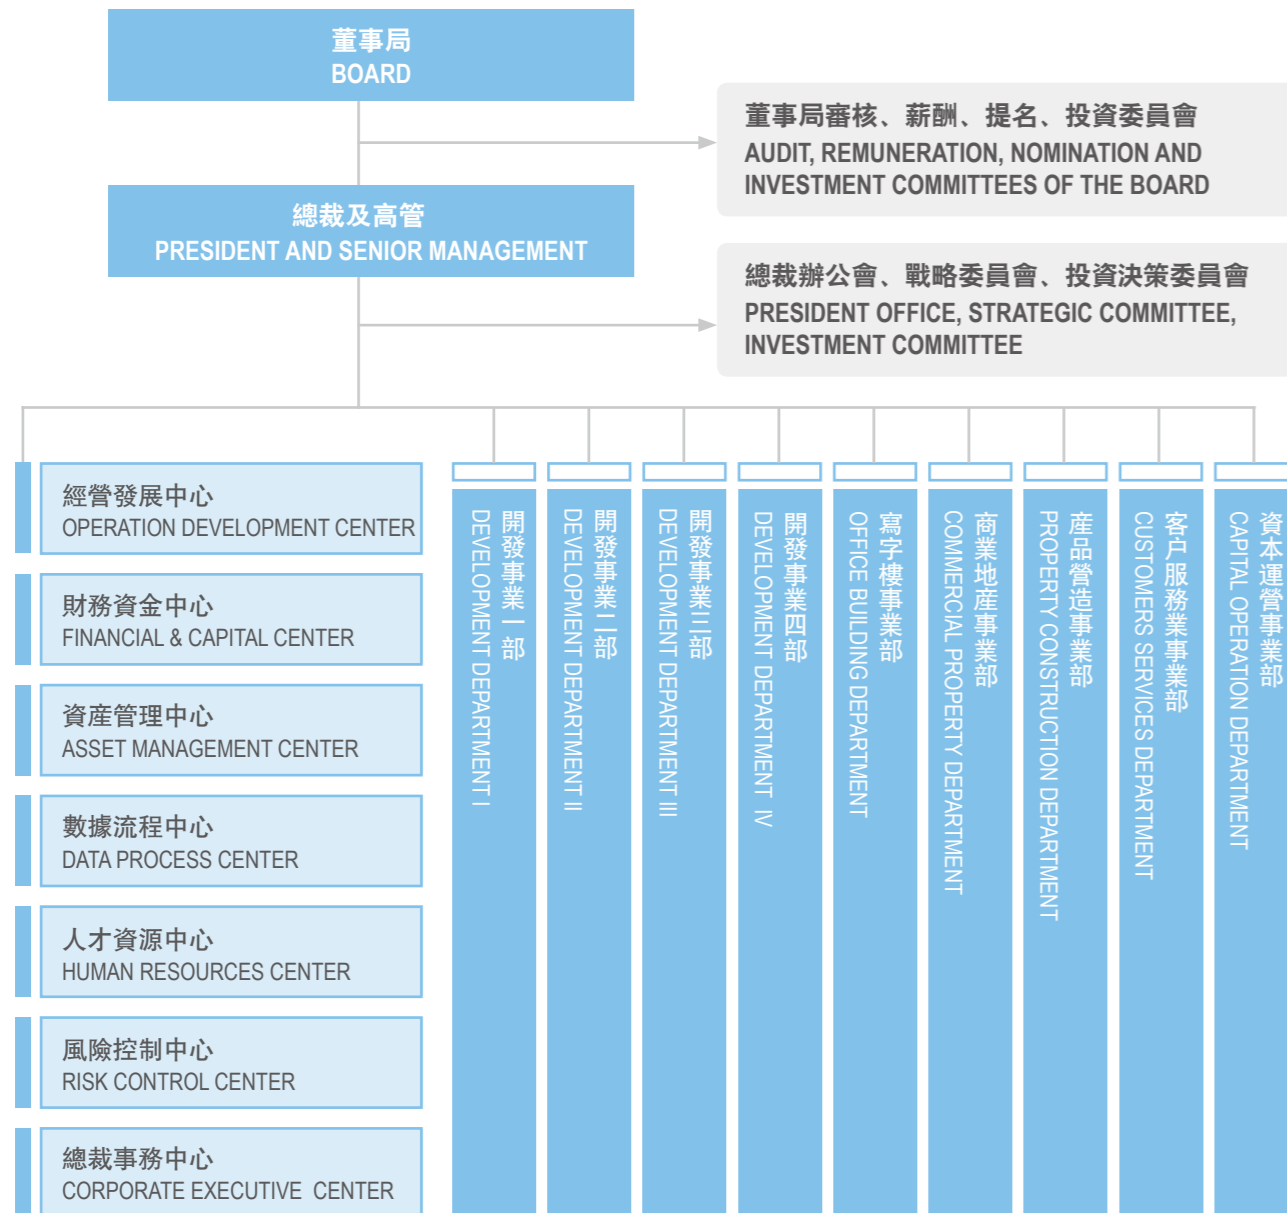 董事局
BOARD
董事局審核、薪酬、提名、投資委員會
AUDIT, REMUNERATION, NOMINATION AND
INVESTMENT COMMITTEES OF THE BOARD
總裁及高管
PRESIDENT AND SENIOR MANAGEMENT
總裁辦公會、戰略委員會、投資決策委員會
PRESIDENT OFFICE, STRATEGIC COMMITTEE,
INVESTMENT COMMITTEE
經營發展中心
OPERATION DEVELOPMENT CENTER
財務資金中心
FINANCIAL & CAPITAL CENTER
資産管理中心
ASSET MANAGEMENT CENTER
數據流程中心
DATA PROCESS CENTER
人才資源中心
HUMAN RESOURCES CENTER
風險控制中心
RISK CONTROL CENTER
總裁事務中心
CORPORATE EXECUTIVE CENTER
開發事業一部
DEVELOPMENT DEPARTMENT I
開發事業二部
DEVELOPMENT DEPARTMENT II
開發事業三部
DEVELOPMENT DEPARTMENT III
開發事業四部
DEVELOPMENT DEPARTMENT IV
寫字樓事業部
OFFICE BUILDING DEPARTMENT
商業地産事業部
COMMERCIAL PROPERTY DEPARTMENT
産品營造事業部
PROPERTY CONSTRUCTION DEPARTMENT
客戶服務業事業部
CUSTOMERS SERVICES DEPARTMENT
資本運營事業部
CAPITAL OPERATION DEPARTMENT